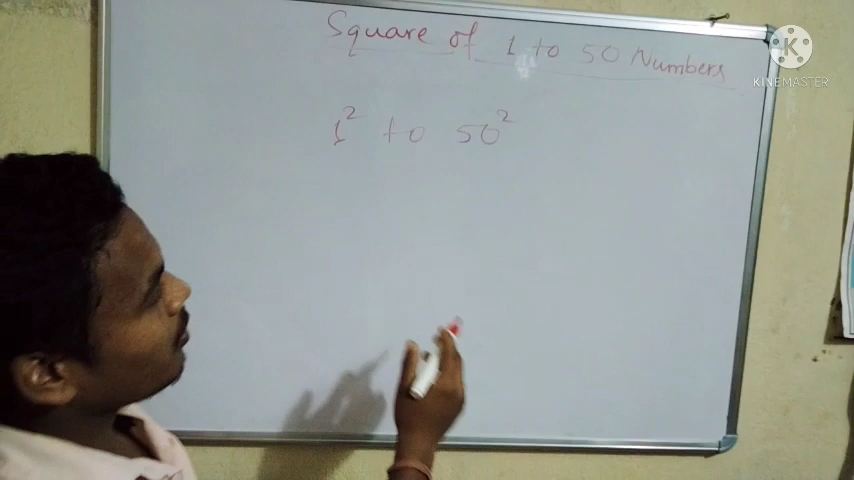 Square of 1 to 50 Numbers
1² to 50²
K
KINEMASTER